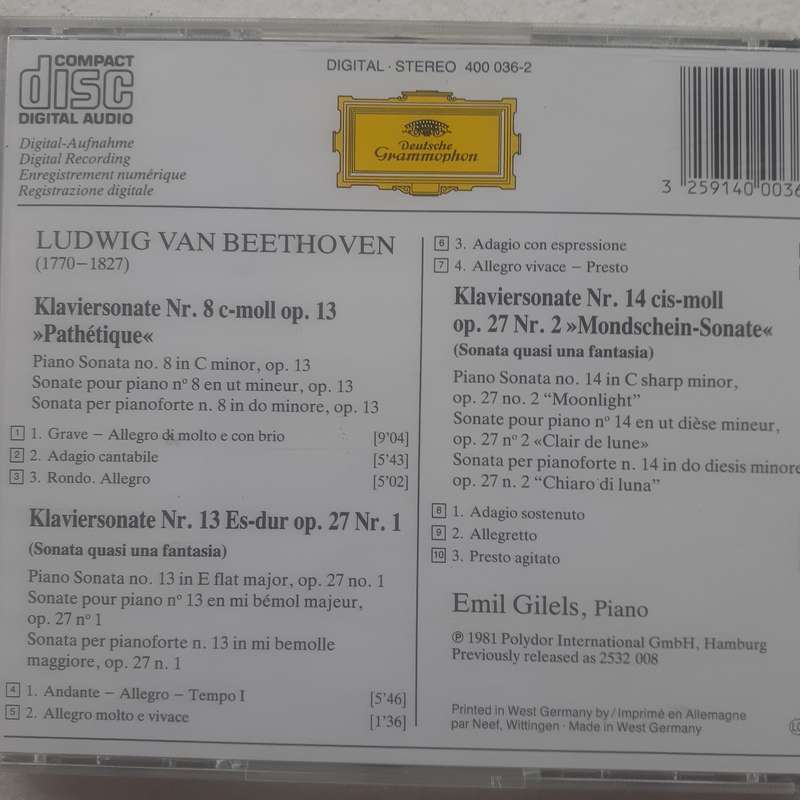 COMPACT
disc
DIGITAL AUDIO
DIGITAL · STEREO 400 036-2
Deutsche
Grammophon
Digital-Aufnahme
Digital Recording
Enregistrement numérique
Registrazione digitale
3 259140 0036
LUDWIG VAN BEETHOVEN
(1770–1827)
Klaviersonate Nr. 8 c-moll op. 13
»Pathétique«
Piano Sonata no. 8 in C minor, op. 13
Sonate pour piano nº 8 en ut mineur, op. 13
Sonata per pianoforte n. 8 in do minore, op. 13
1 1. Grave – Allegro di molto e con brio [9'04]
2 2. Adagio cantabile [5'43]
3 3. Rondo. Allegro [5'02]
Klaviersonate Nr. 13 Es-dur op. 27 Nr. 1
(Sonata quasi una fantasia)
Piano Sonata no. 13 in E flat major, op. 27 no. 1
Sonate pour piano nº 13 en mi bémol majeur,
op. 27 nº 1
Sonata per pianoforte n. 13 in mi bemolle
maggiore, op. 27 n. 1
4 1. Andante – Allegro – Tempo I [5'46]
5 2. Allegro molto e vivace [1'36]
6 3. Adagio con espressione
7 4. Allegro vivace – Presto
Klaviersonate Nr. 14 cis-moll
op. 27 Nr. 2 »Mondschein-Sonate«
(Sonata quasi una fantasia)
Piano Sonata no. 14 in C sharp minor,
op. 27 no. 2 “Moonlight”
Sonate pour piano nº 14 en ut dièse mineur,
op. 27 nº 2 «Clair de lune»
Sonata per pianoforte n. 14 in do diesis minore
op. 27 n. 2 “Chiaro di luna”
8 1. Adagio sostenuto
9 2. Allegretto
10 3. Presto agitato
Emil Gilels, Piano
℗ 1981 Polydor International GmbH, Hamburg
Previously released as 2532 008
Printed in West Germany by / Imprimé en Allemagne
par Neef, Wittingen · Made in West Germany